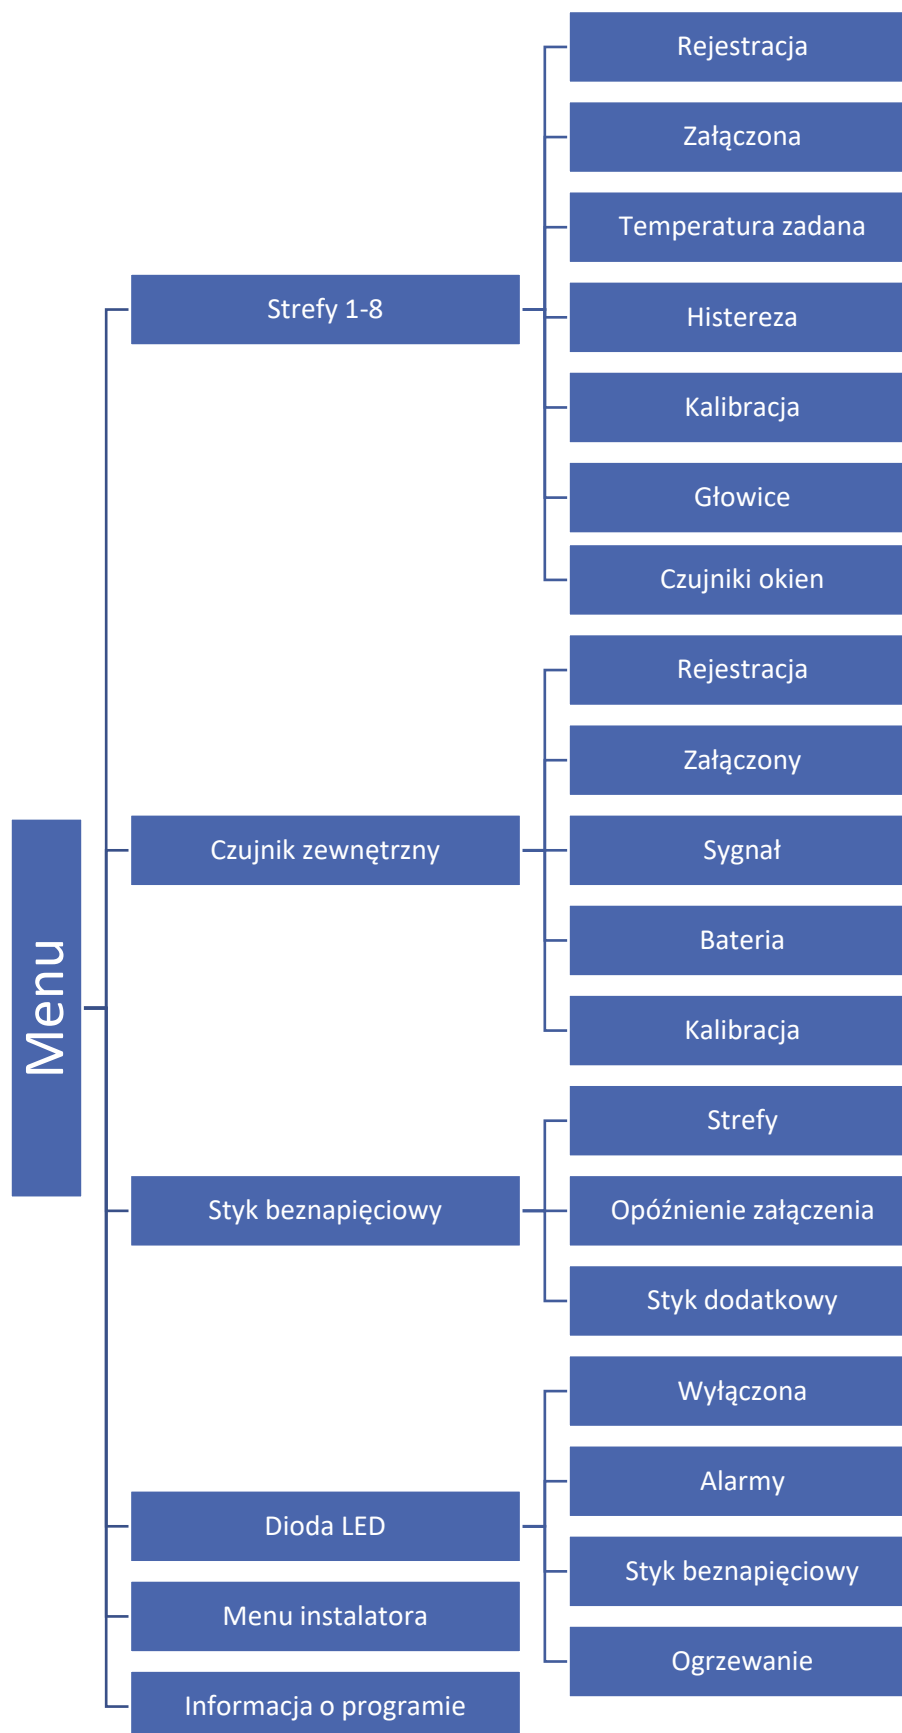 Menu
Strefy 1-8
Rejestracja
Załączona
Temperatura zadana
Histereza
Kalibracja
Głowice
Czujniki okien
Czujnik zewnętrzny
Rejestracja
Załączony
Sygnał
Bateria
Kalibracja
Styk beznapięciowy
Strefy
Opóźnienie załączenia
Styk dodatkowy
Dioda LED
Wyłączona
Alarmy
Styk beznapięciowy
Ogrzewanie
Menu instalatora
Informacja o programie